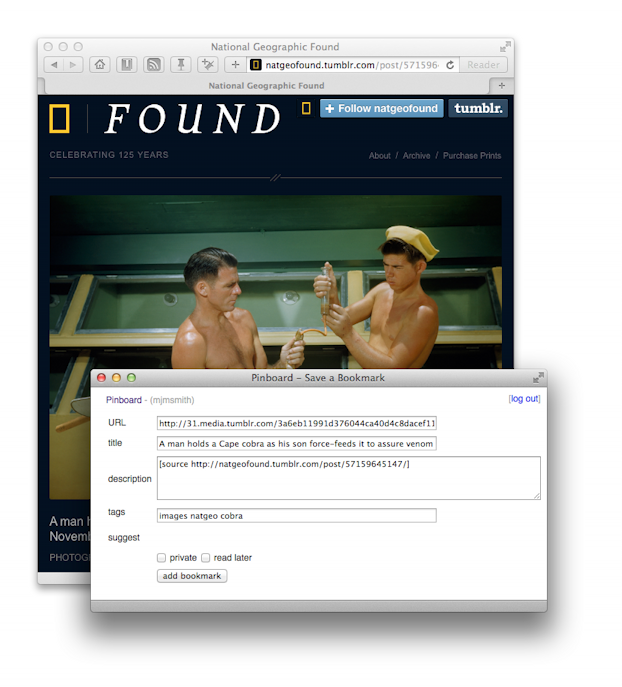 National Geographic Found
natgeofound.tumblr.com/post/571596
Reader
National Geographic Found
FOUND
+ Follow natgeofound
tumblr.
CELEBRATING 125 YEARS
About / Archive / Purchase Prints
A man h
Novem
PHOTOG
Pinboard - Save a Bookmark
Pinboard - (mjmsmith)
[log out]
URL
http://31.media.tumblr.com/3a6eb11991d376044ca40d4c8dacef11
title
A man holds a Cape cobra as his son force-feeds it to assure venom
description
[source http://natgeofound.tumblr.com/post/57159645147/]
tags
images natgeo cobra
suggest
private
read later
add bookmark